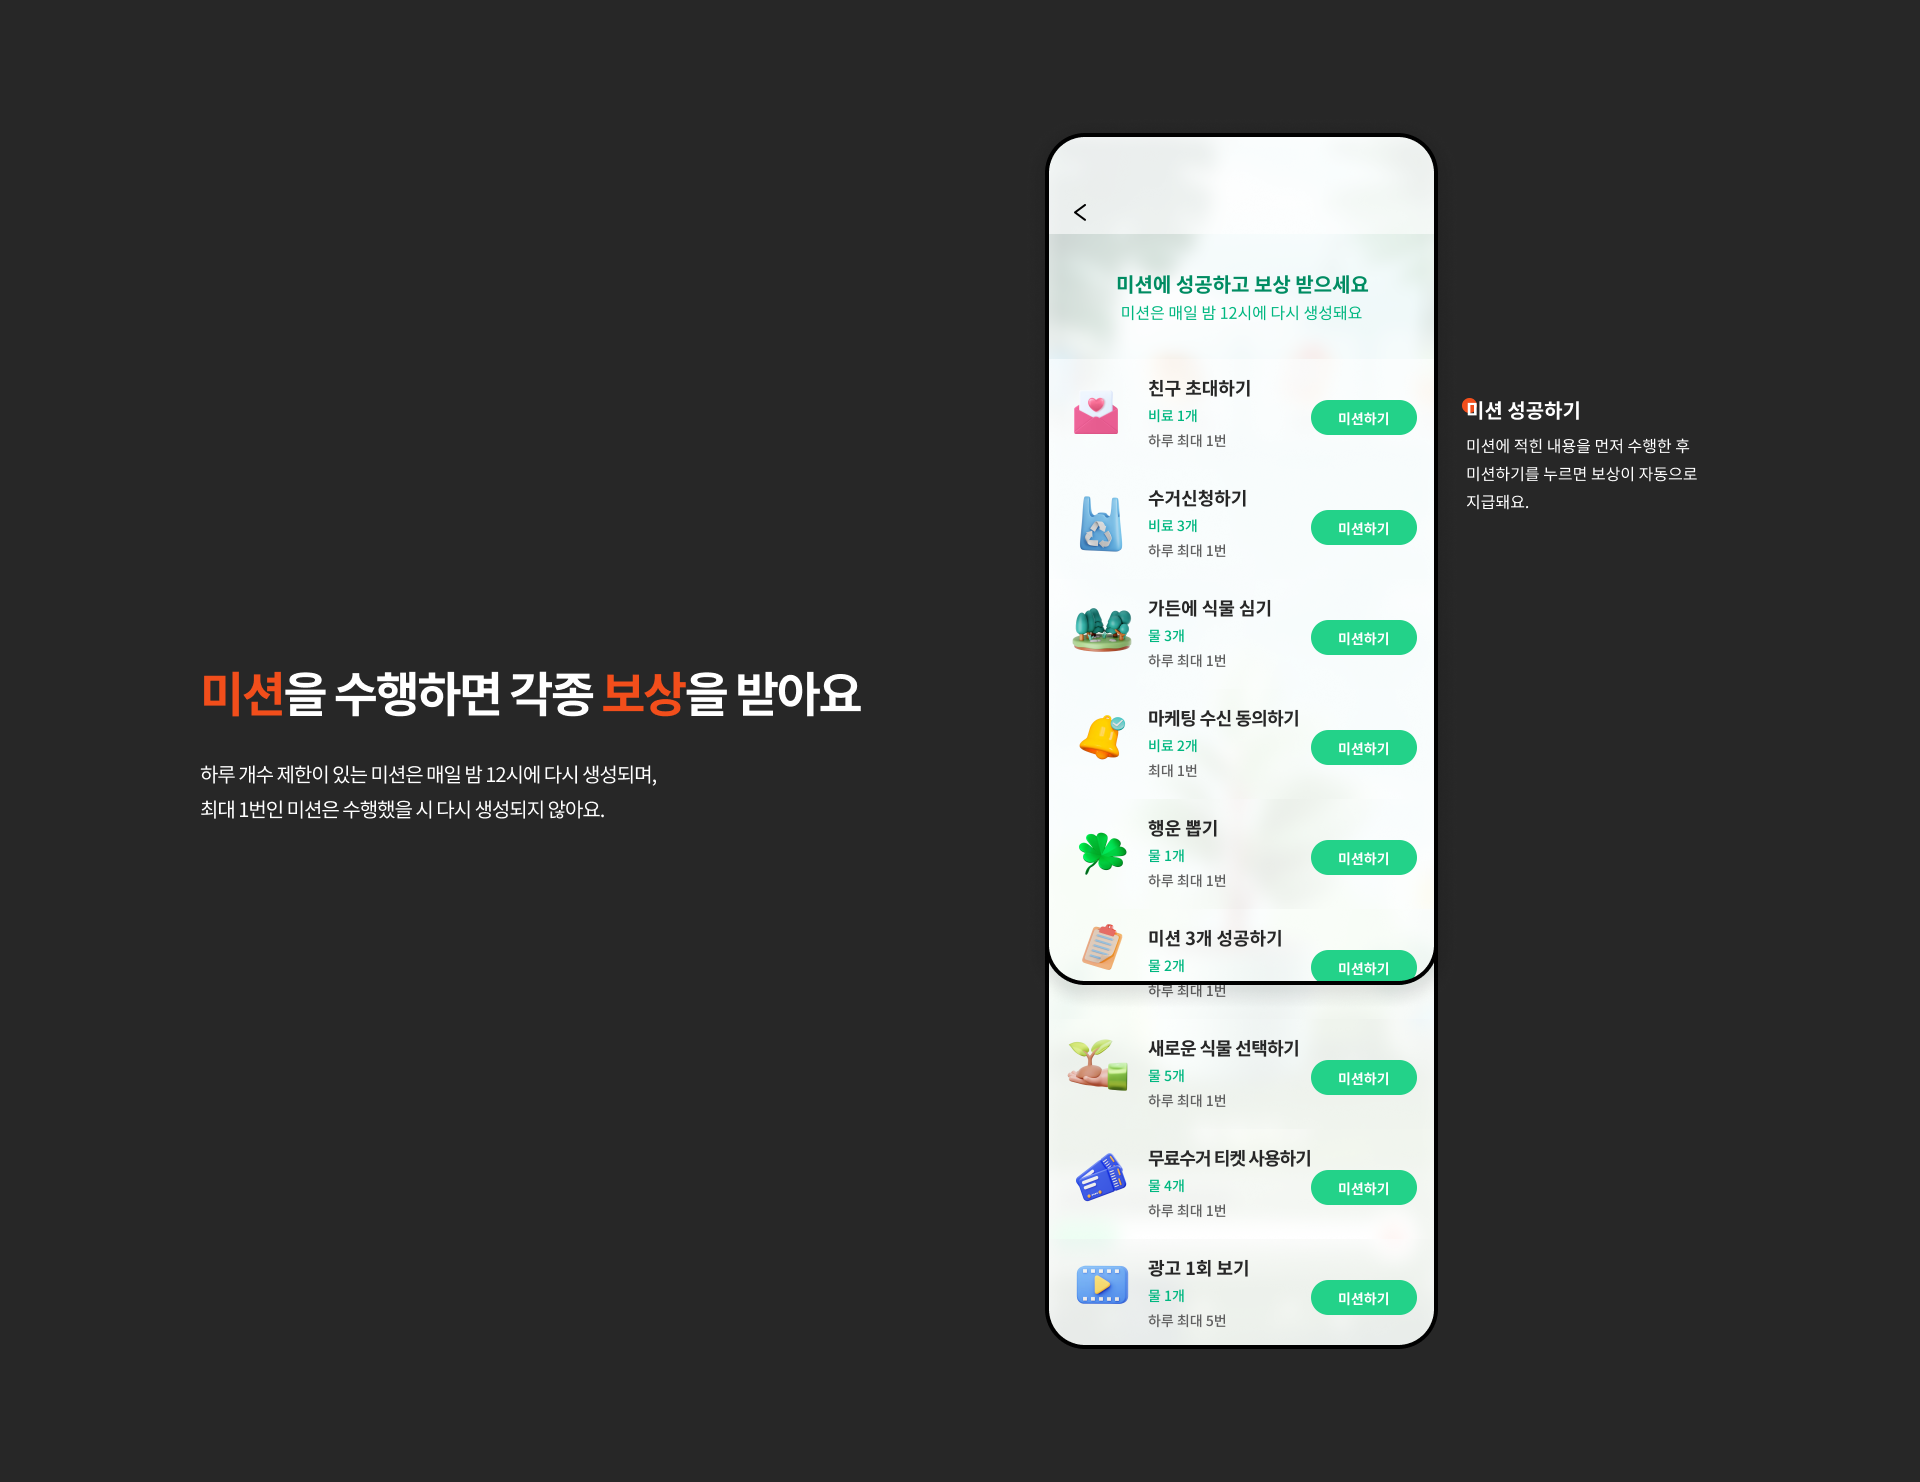 미션을 수행하면 각종 보상을 받아요
하루 개수 제한이 있는 미션은 매일 밤 12시에 다시 생성되며,
최대 1번인 미션은 수행했을 시 다시 생성되지 않아요.
미션에 성공하고 보상 받으세요
미션은 매일 밤 12시에 다시 생성돼요
친구 초대하기
비료 1개
하루 최대 1번
미션하기
수거신청하기
비료 3개
하루 최대 1번
미션하기
가든에 식물 심기
물 3개
하루 최대 1번
미션하기
마케팅 수신 동의하기
비료 2개
최대 1번
미션하기
행운 뽑기
물 1개
하루 최대 1번
미션하기
미션 3개 성공하기
물 2개
하루 최대 1번
미션하기
새로운 식물 선택하기
물 5개
하루 최대 1번
미션하기
무료수거 티켓 사용하기
물 4개
하루 최대 1번
미션하기
광고 1회 보기
물 1개
하루 최대 5번
미션하기
미션 성공하기
미션에 적힌 내용을 먼저 수행한 후
미션하기를 누르면 보상이 자동으로
지급돼요.